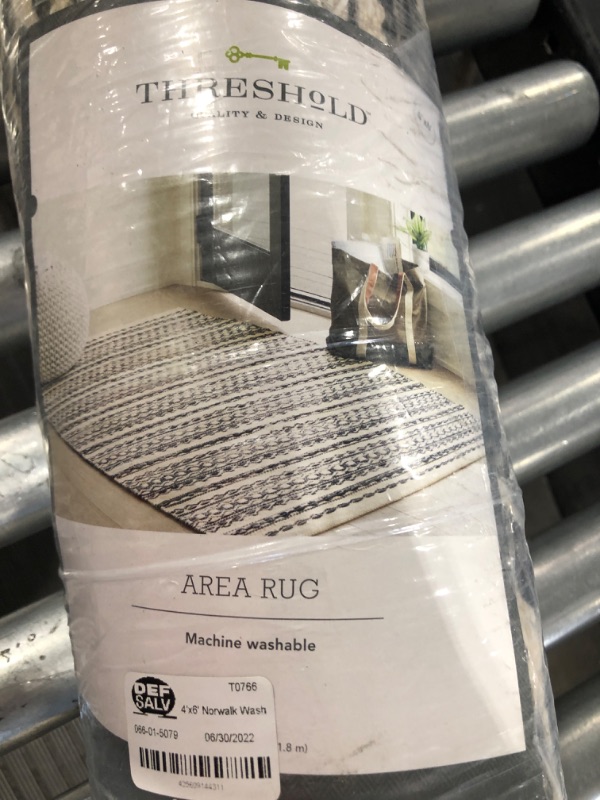 THRESHOLD
QUALITY & DESIGN
AREA RUG
Machine washable
DEF
SALV
T0766
4'x6' Norwalk Wash
066-01-5079
06/30/2022
1.8 m)